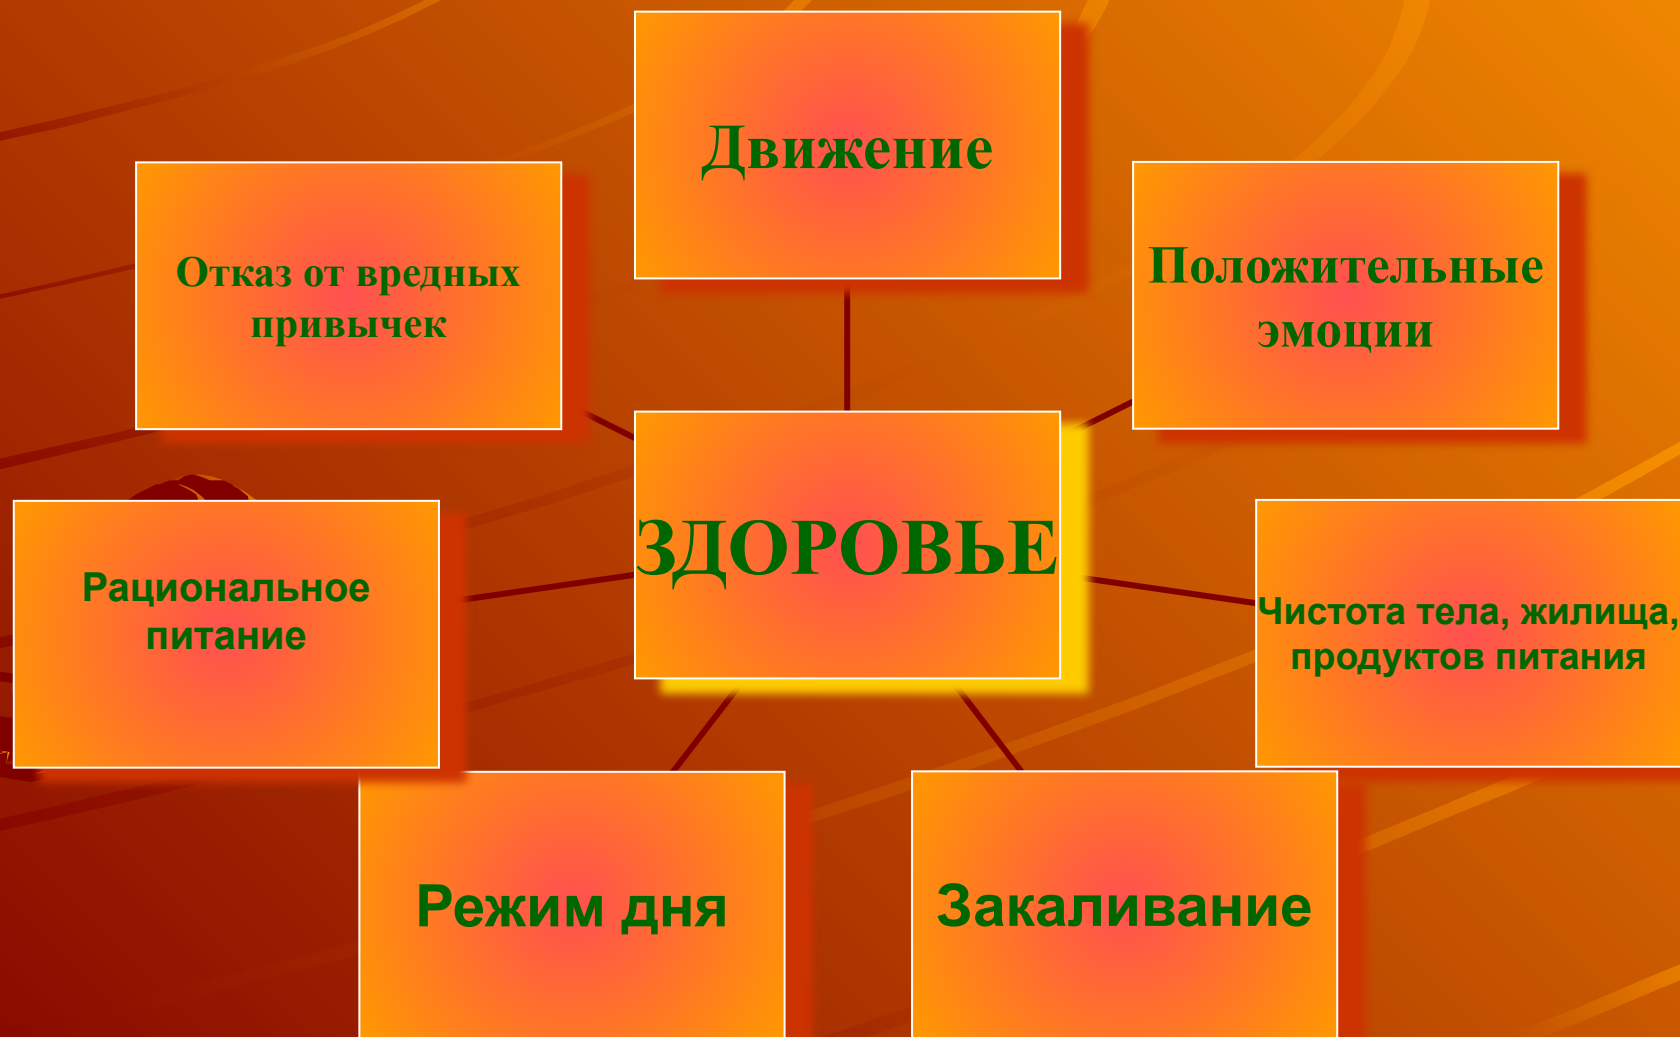 Движение
Отказ от вредных
привычек
Положительные
эмоции
ЗДОРОВЬЕ
Рациональное
питание
Чистота тела, жилища,
продуктов питания
Режим дня
Закаливание